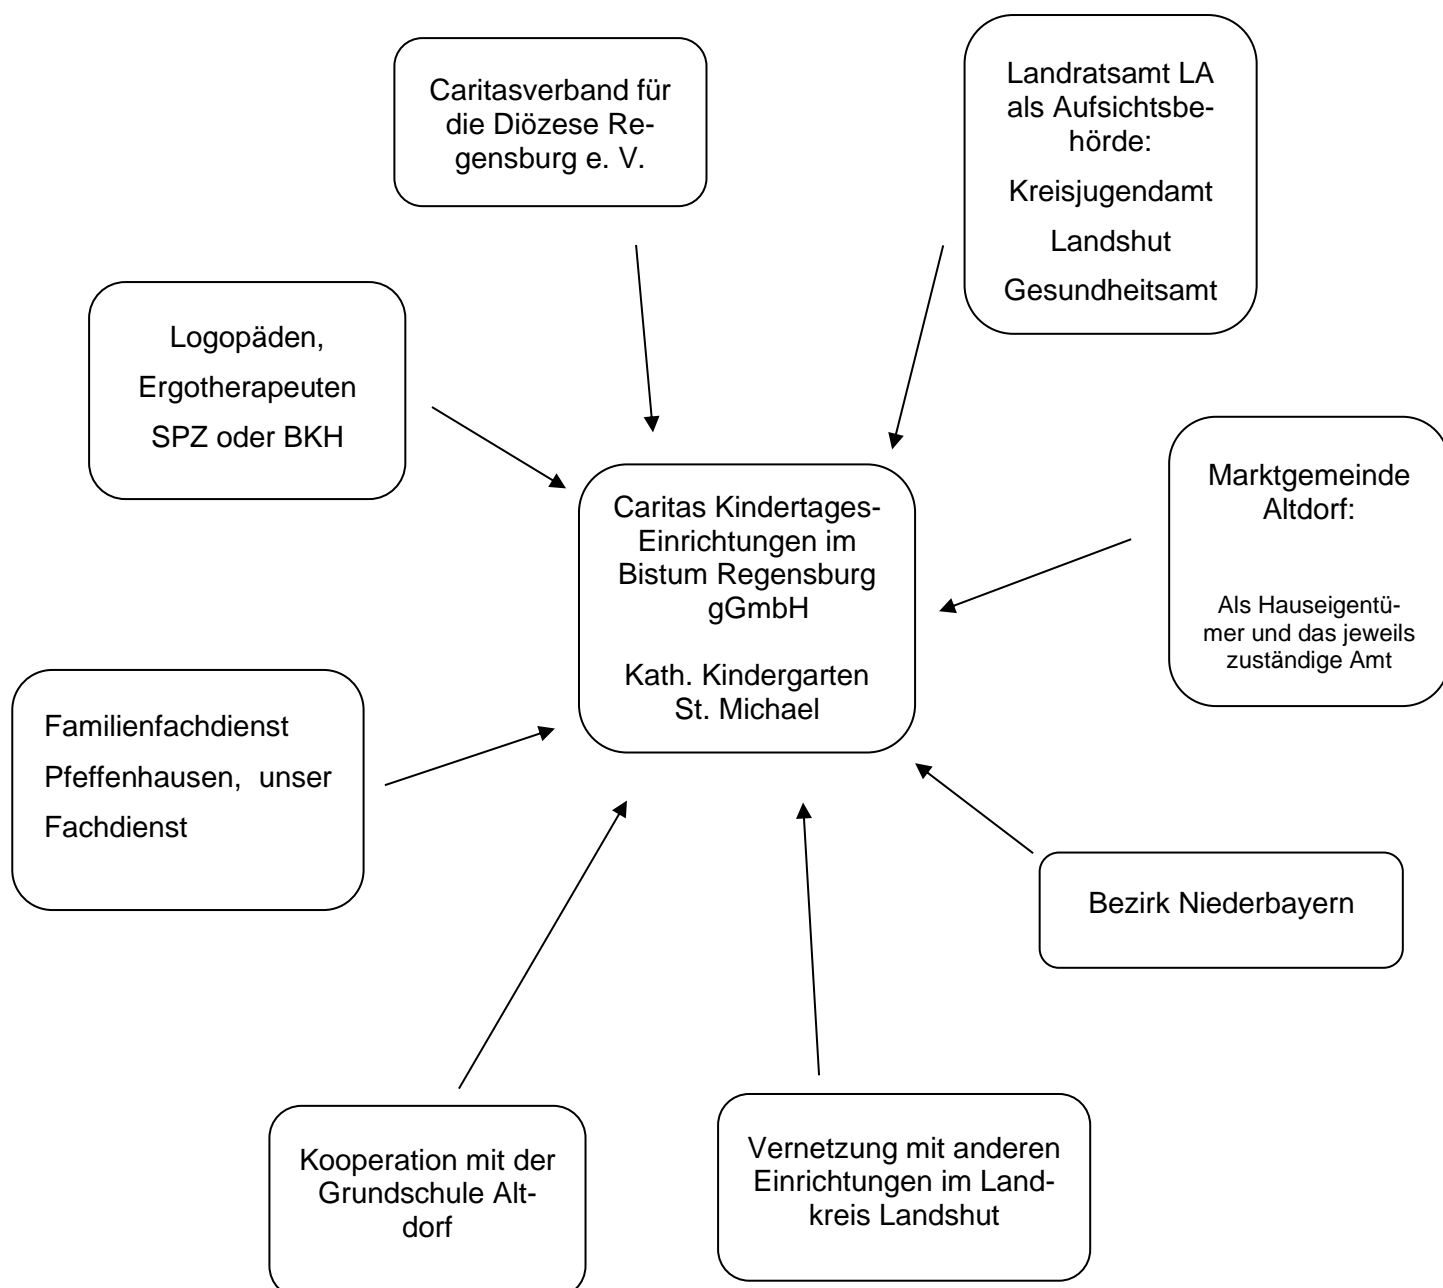 Caritasverband für
die Diözese Re-
gensburg e. V.
Landratsamt LA
als Aufsichtsbe-
hörde:
Kreisjugendamt
Landshut
Gesundheitsamt
Logopäden,
Ergotherapeuten
SPZ oder BKH
Marktgemeinde
Altdorf:
Als Hauseigentü-
mer und das jeweils
zuständige Amt
Caritas Kindertages-
Einrichtungen im
Bistum Regensburg
gGmbH
Kath. Kindergarten
St. Michael
Familienfachdienst
Pfeffenhausen, unser
Fachdienst
Bezirk Niederbayern
Kooperation mit der
Grundschule Alt-
dorf
Vernetzung mit anderen
Einrichtungen im Land-
kreis Landshut